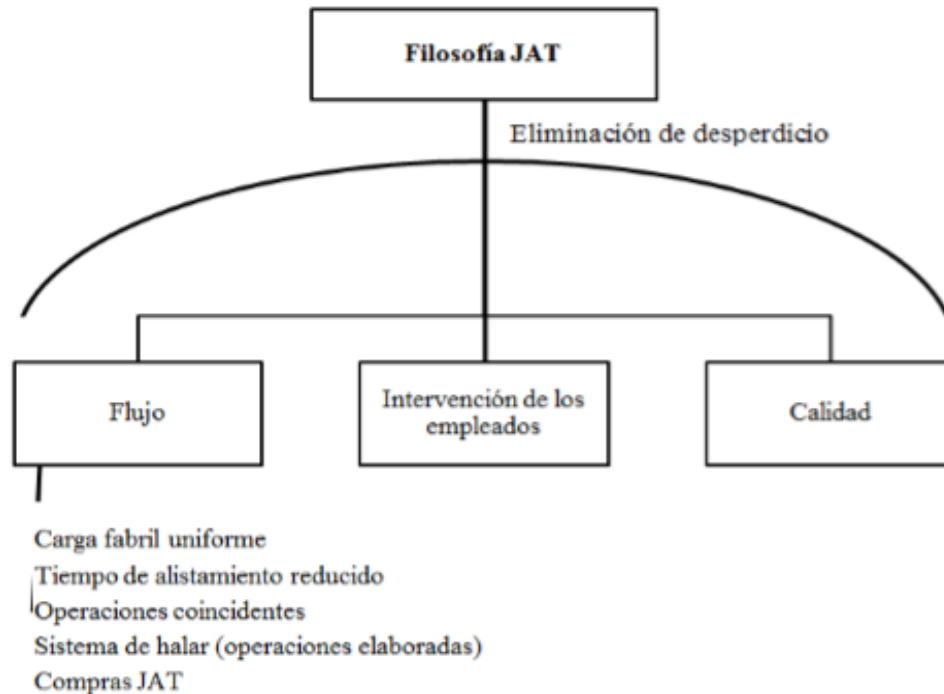 Filosofía JAT
Eliminación de desperdicio
Flujo
Intervención de los
empleados
Calidad
Carga fabril uniforme
Tiempo de alistamiento reducido
Operaciones coincidentes
Sistema de halar (operaciones elaboradas)
Compras JAT